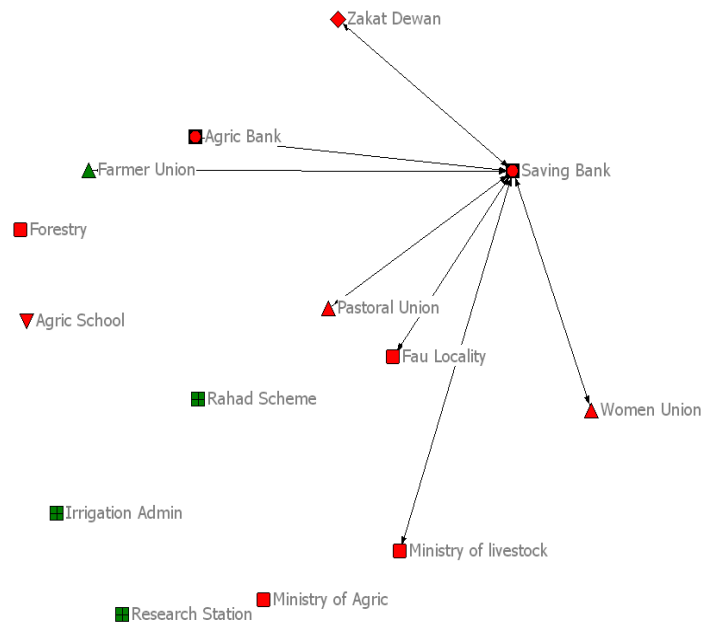 Zakat Dewan
Agric Bank
Farmer Union
Saving Bank
Forestry
Pastoral Union
Agric School
Fau Locality
Rahad Scheme
Women Union
Irrigation Admin
Ministry of livestock
Ministry of Agric
Research Station